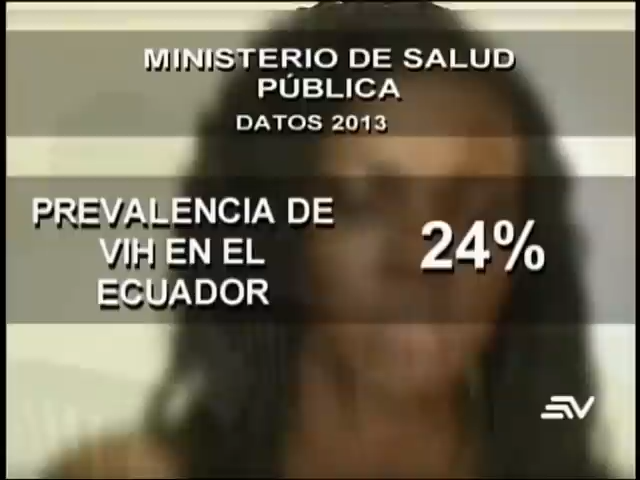 MINISTERIO DE SALUD
PÚBLICA
DATOS 2013
PREVALENCIA DE
VIH EN EL
ECUADOR
24%